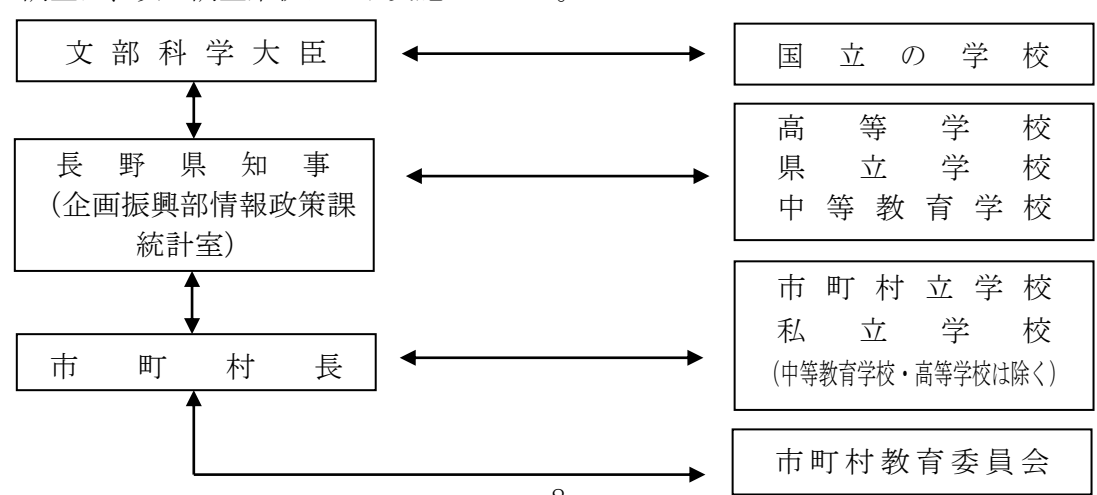 文部科学大臣
国立の学校
長野県知事
(企画振興部情報政策課
統計室)
高等学校
県立学校
中等教育学校
市町村長
市町村立学校
私立学校
(中等教育学校・高等学校は除く)
市町村教育委員会